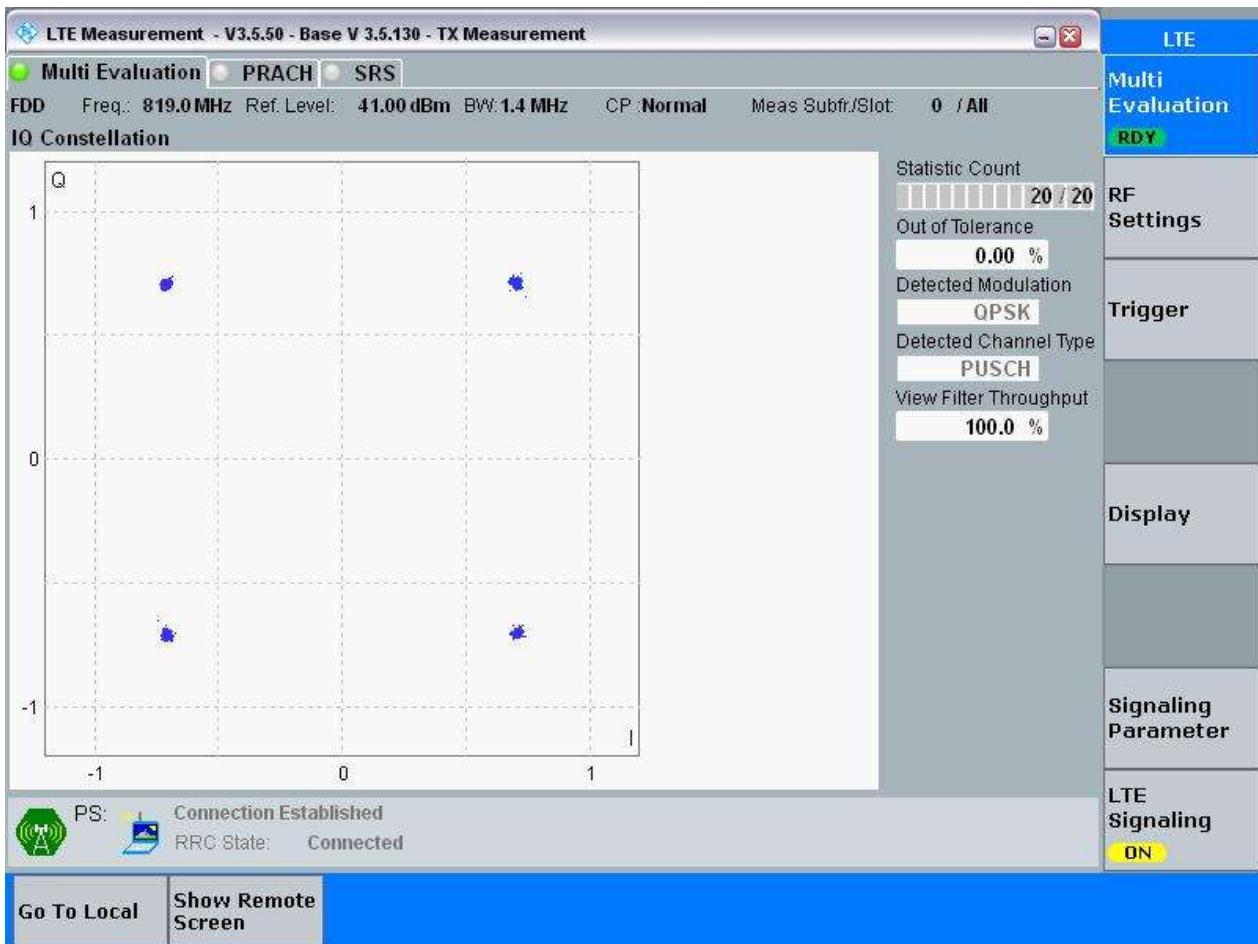 LTE Measurement - V3.5.50 - Base V 3.5.130 - TX Measurement
Multi Evaluation PRACH SRS
FDD Freq.: 819.0 MHz Ref. Level: 41.00 dBm BW:1.4 MHz CP :Normal Meas Subfr./Slot: 0 / All
IQ Constellation
Q
1
0
-1
I
-1 0 1
Statistic Count
20 / 20
Out of Tolerance
0.00 %
Detected Modulation
QPSK
Detected Channel Type
PUSCH
View Filter Throughput
100.0 %
PS: Connection Established
RRC State: Connected
LTE
Multi
Evaluation
RDY
RF
Settings
Trigger
Display
Signaling
Parameter
LTE
Signaling
ON
Go To Local
Show Remote
Screen